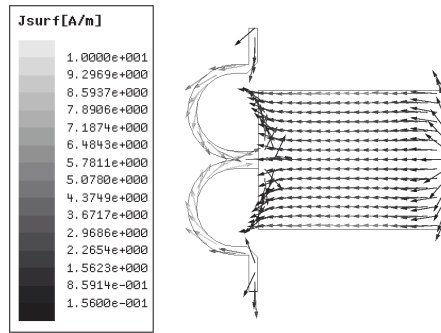 Jsurf[A/m]
1.0000e+001
9.2969e+000
8.5937e+000
7.8906e+000
7.1874e+000
6.4843e+000
5.7811e+000
5.0780e+000
4.3749e+000
3.6717e+000
2.9686e+000
2.2654e+000
1.5623e+000
8.5914e-001
1.5600e-001